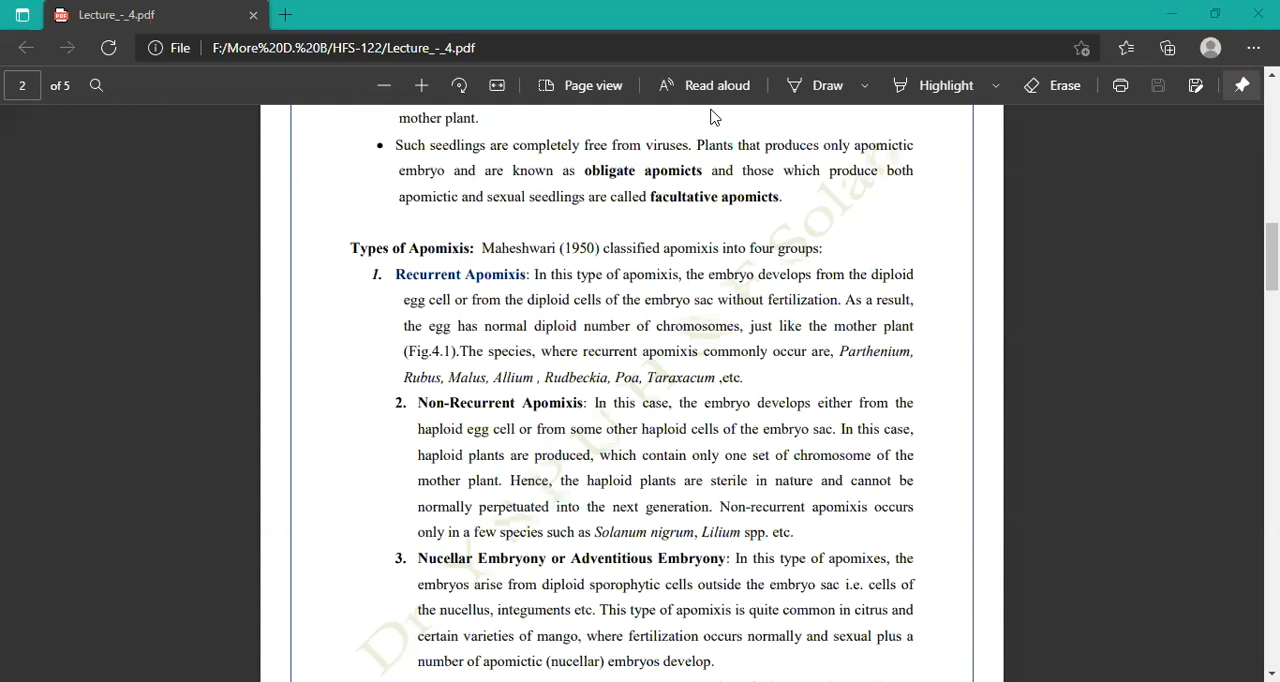 Lecture_-_4.pdf
File F:/More%20D.%20B/HFS-122/Lecture_-_4.pdf
2 of 5 Page view Read aloud Draw Highlight Erase
mother plant.
• Such seedlings are completely free from viruses. Plants that produces only apomictic
embryo and are known as obligate apomicts and those which produce both
apomictic and sexual seedlings are called facultative apomicts.
Types of Apomixis: Maheshwari (1950) classified apomixis into four groups:
1. Recurrent Apomixis: In this type of apomixis, the embryo develops from the diploid
egg cell or from the diploid cells of the embryo sac without fertilization. As a result,
the egg has normal diploid number of chromosomes, just like the mother plant
(Fig.4.1).The species, where recurrent apomixis commonly occur are, Parthenium,
Rubus, Malus, Allium , Rudbeckia, Poa, Taraxacum ,etc.
2. Non-Recurrent Apomixis: In this case, the embryo develops either from the
haploid egg cell or from some other haploid cells of the embryo sac. In this case,
haploid plants are produced, which contain only one set of chromosome of the
mother plant. Hence, the haploid plants are sterile in nature and cannot be
normally perpetuated into the next generation. Non-recurrent apomixis occurs
only in a few species such as Solanum nigrum, Lilium spp. etc.
3. Nucellar Embryony or Adventitious Embryony: In this type of apomixes, the
embryos arise from diploid sporophytic cells outside the embryo sac i.e. cells of
the nucellus, integuments etc. This type of apomixis is quite common in citrus and
certain varieties of mango, where fertilization occurs normally and sexual plus a
number of apomictic (nucellar) embryos develop.
Dr Y S P U H W F Solan